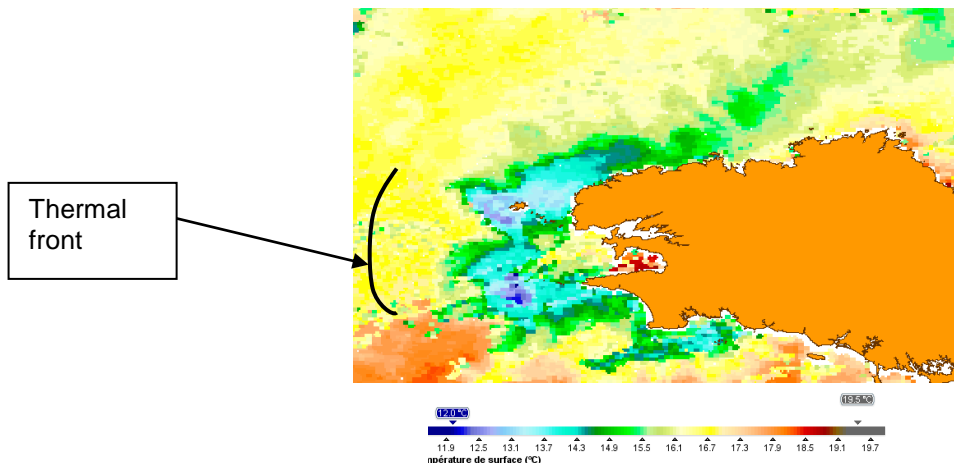 Thermal
front
12.0 °C 19.5 °C
11.9 12.5 13.1 13.7 14.3 14.9 15.5 16.1 16.7 17.3 17.9 18.5 19.1 19.7
mpérature de surface (°C)